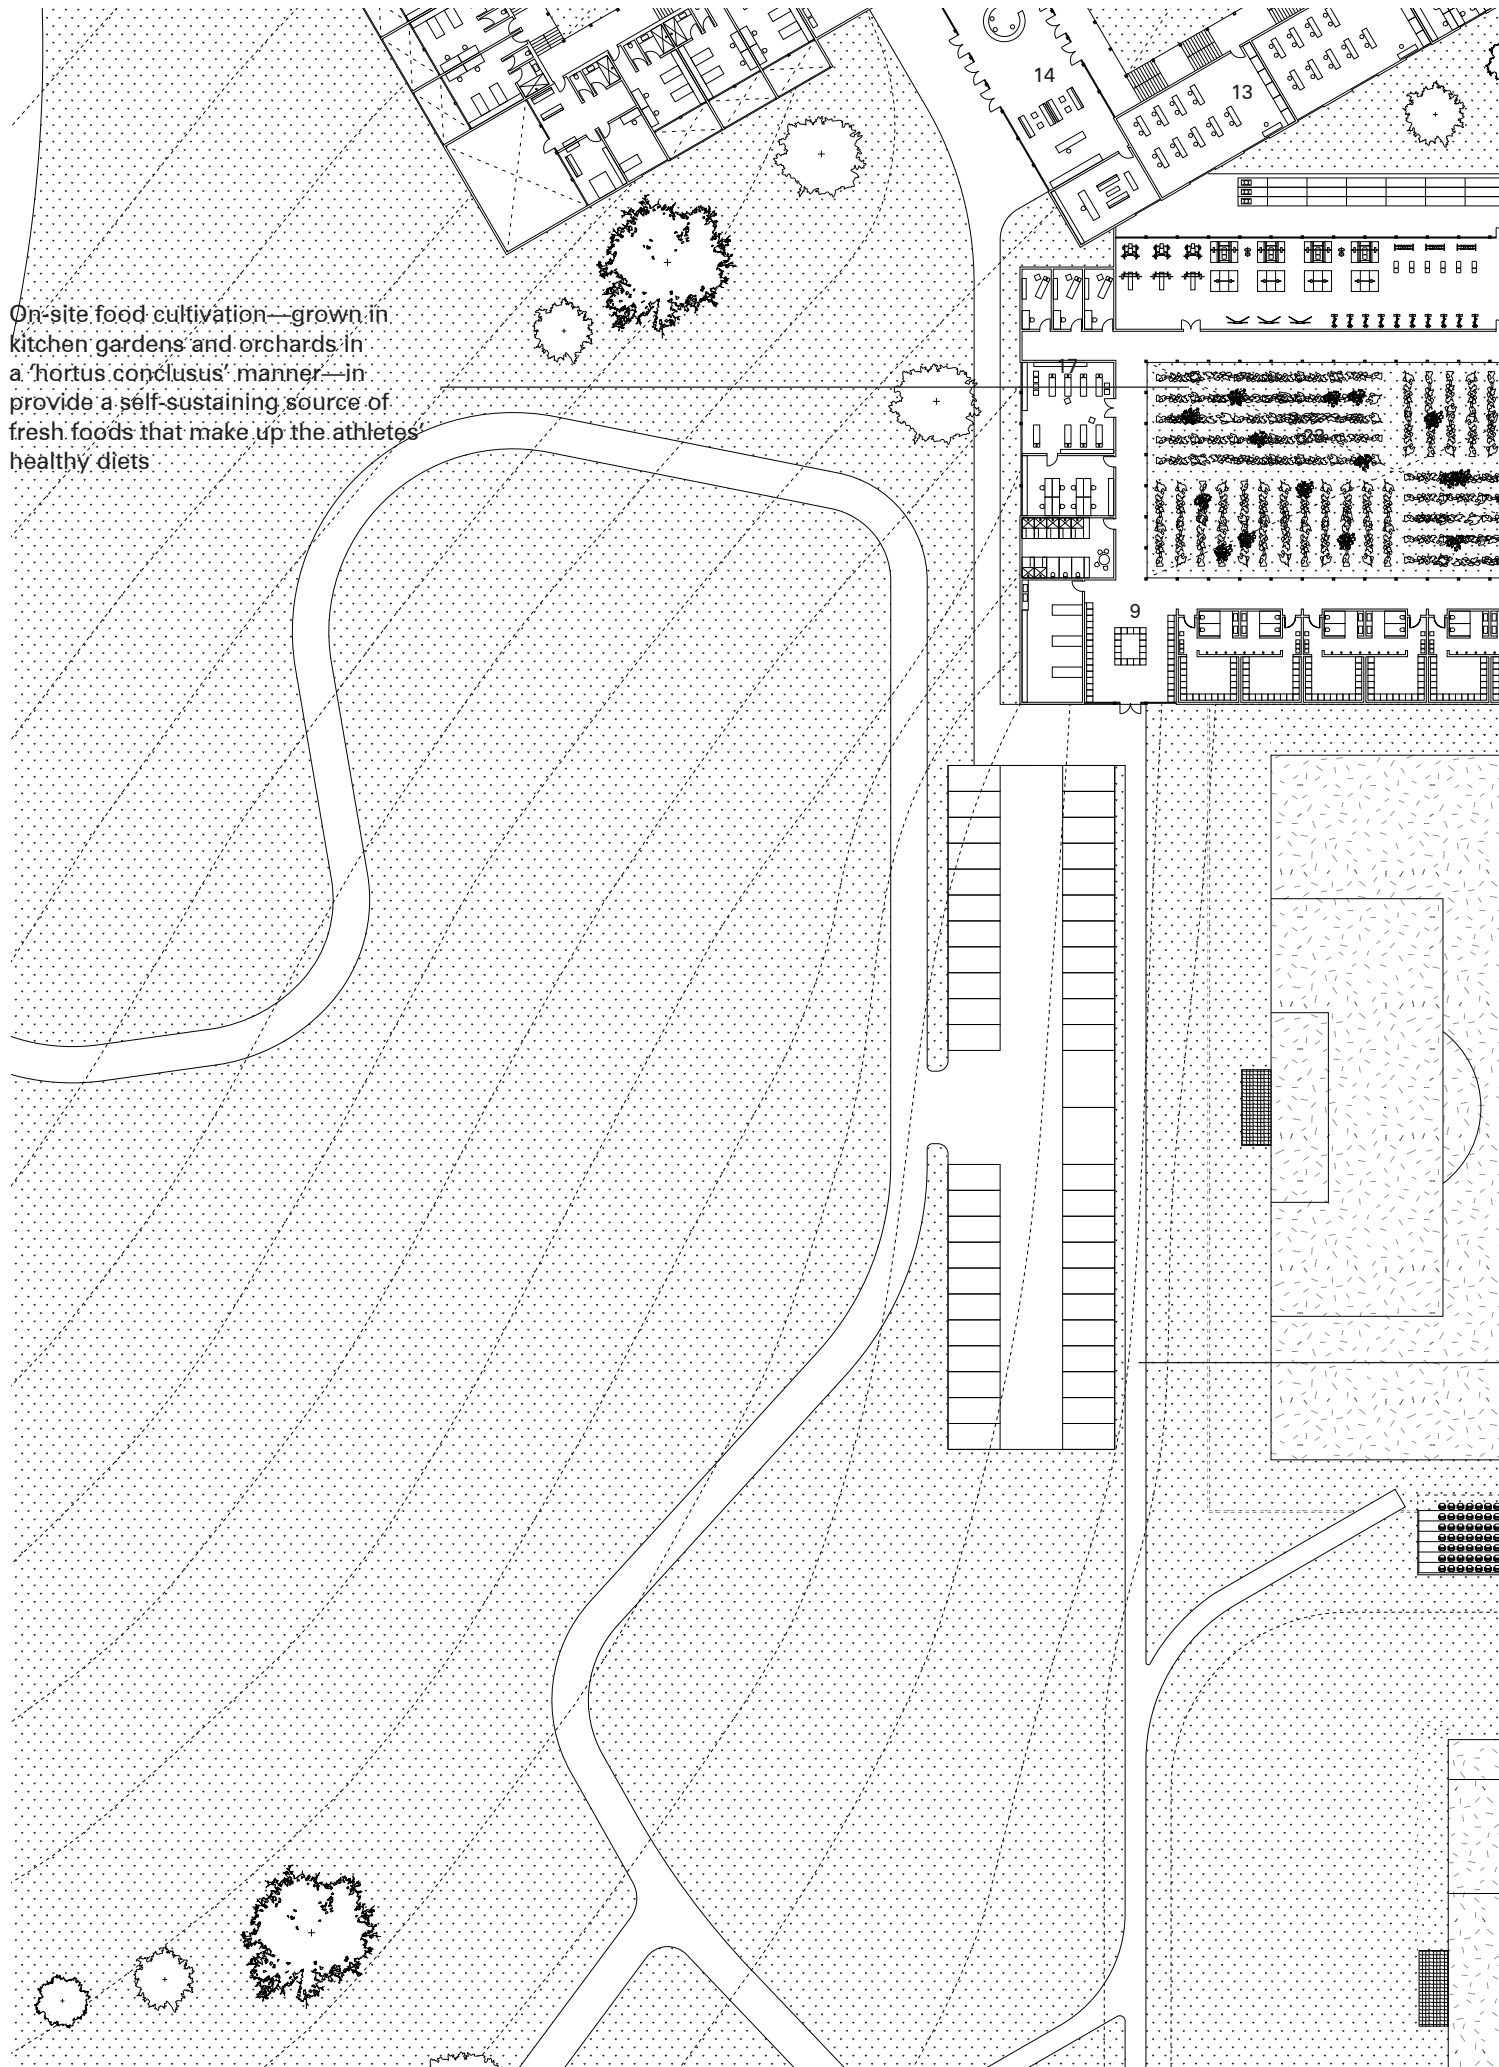 14
13
On-site food cultivation—grown in
kitchen gardens and orchards in
a ‘hortus conclusus’ manner—in
provide a self-sustaining source of
fresh foods that make up the athletes’
healthy diets
17
9